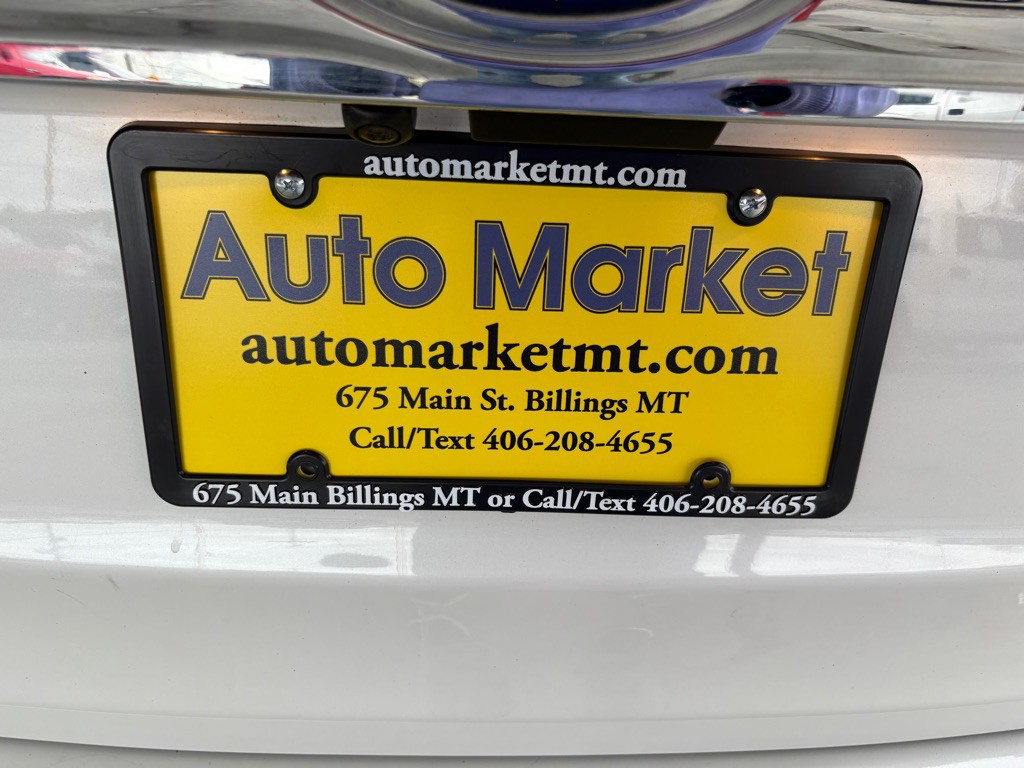 automarketmt.com
Auto Market
automarketmt.com
675 Main St. Billings MT
Call/Text 406-208-4655
675 Main Billings MT or Call/Text 406-208-4655